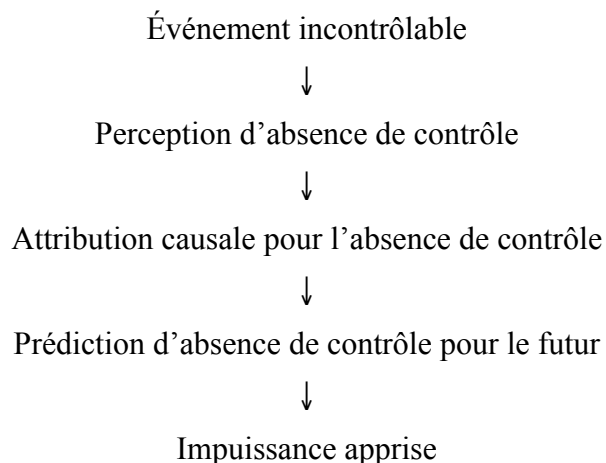 Événement incontrôlable
↓
Perception d’absence de contrôle
↓
Attribution causale pour l’absence de contrôle
↓
Prédiction d’absence de contrôle pour le futur
↓
Impuissance apprise